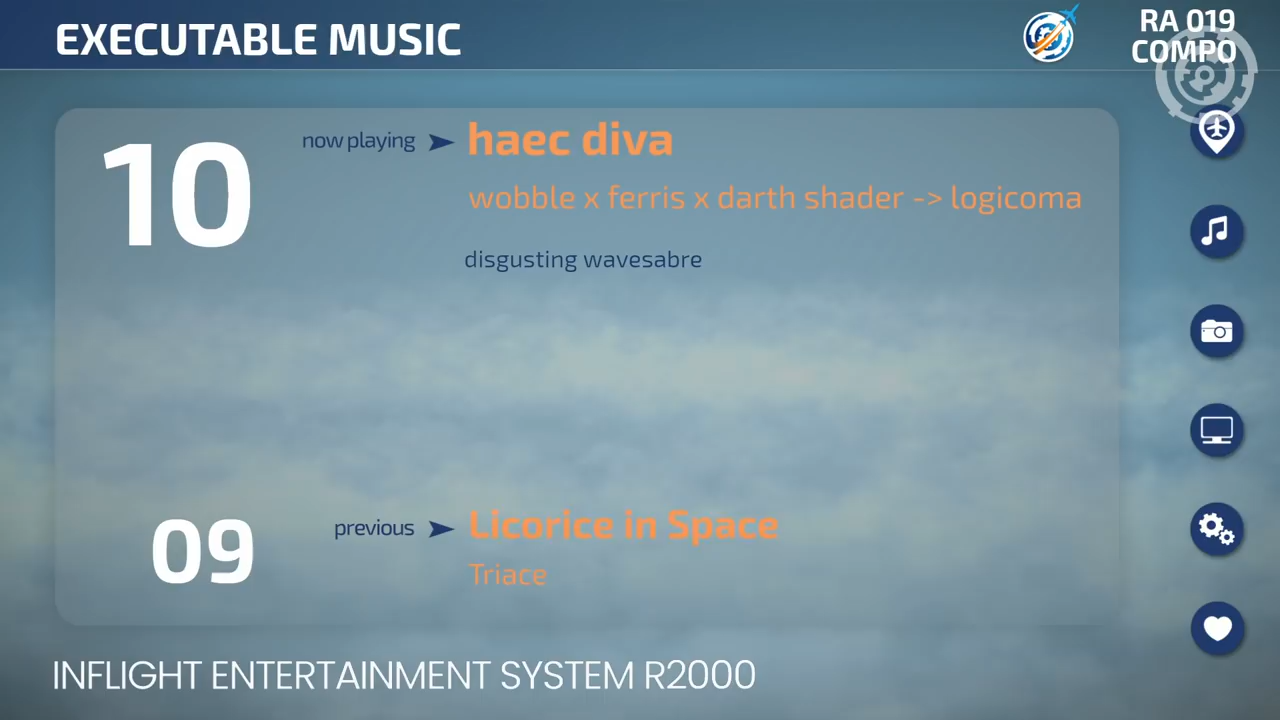 EXECUTABLE MUSIC
RA 019
COMPO
10
now playing
haec diva
wobble x ferris x darth shader -> logicoma
disgusting wavesabre
09
previous
Licorice in Space
Triace
INFLIGHT ENTERTAINMENT SYSTEM R2000